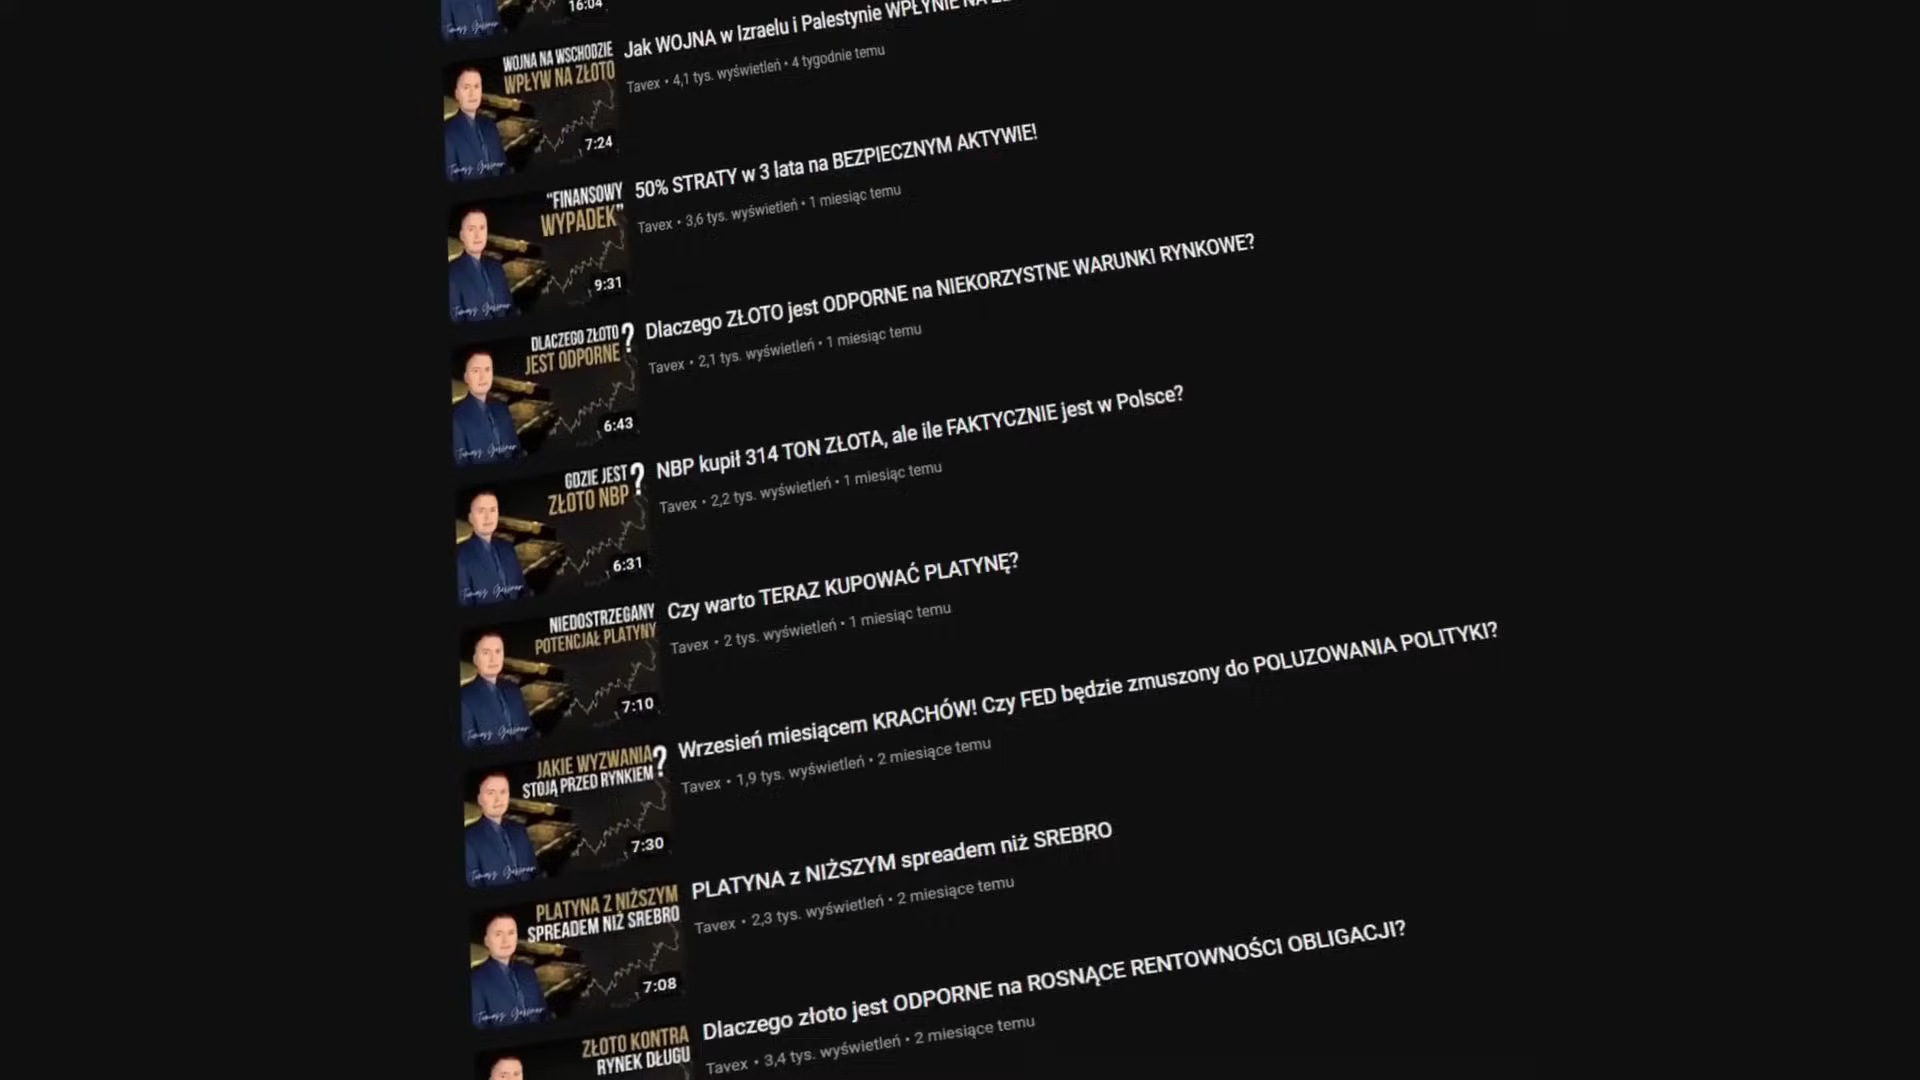 16:04
WOJNA NA WSCHODZIE
WPŁYW NA ZŁOTO
7:24
Jak WOJNA w Izraelu i Palestynie WPŁYNIE NA
Tavex • 4,1 tys. wyświetleń • 4 tygodnie temu
"FINANSOWY
WYPADEK"
9:31
50% STRATY w 3 lata na BEZPIECZNYM AKTYWIE!
Tavex • 3,6 tys. wyświetleń • 1 miesiąc temu
DLACZEGO ZŁOTO
JEST ODPORNE?
6:43
Dlaczego ZŁOTO jest ODPORNE na NIEKORZYSTNE WARUNKI RYNKOWE?
Tavex • 2,1 tys. wyświetleń • 1 miesiąc temu
GDZIE JEST
ZŁOTO NBP?
6:31
NBP kupił 314 TON ZŁOTA, ale ile FAKTYCZNIE jest w Polsce?
Tavex • 2,2 tys. wyświetleń • 1 miesiąc temu
NIEDOSTRZEGANY
POTENCJAŁ PLATYNY
7:10
Czy warto TERAZ KUPOWAĆ PLATYNĘ?
Tavex • 2 tys. wyświetleń • 1 miesiąc temu
JAKIE WYZWANIA
STOJĄ PRZED RYNKIEM?
7:30
Wrzesień miesiącem KRACHÓW! Czy FED będzie zmuszony do POLUZOWANIA POLITYKI?
Tavex • 1,9 tys. wyświetleń • 2 miesiące temu
PLATYNA Z NIŻSZYM
SPREADEM NIŻ SREBRO
7:08
PLATYNA z NIŻSZYM spreadem niż SREBRO
Tavex • 2,3 tys. wyświetleń • 2 miesiące temu
ZŁOTO KONTRA
RYNEK DŁUGU
Dlaczego złoto jest ODPORNE na ROSNĄCE RENTOWNOŚCI OBLIGACJI?
Tavex • 3,4 tys. wyświetleń • 2 miesiące temu